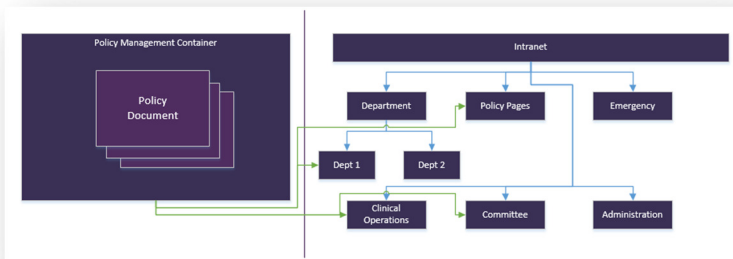 Policy Management Container
Policy
Document
Intranet
Department
Policy Pages
Emergency
Dept 1
Dept 2
Clinical
Operations
Committee
Administration